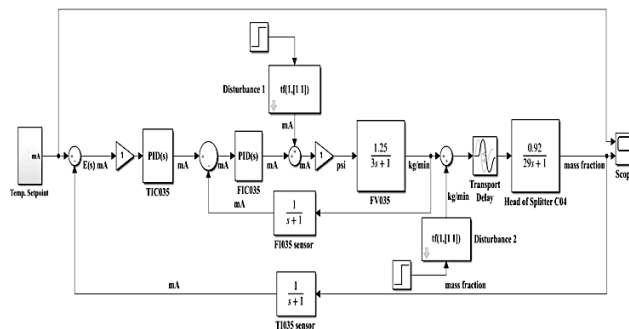 Disturbance 1
tf(1,[1 1])
mA
mA
Temp. Setpoint
E(s) mA
1
PID(s)
TIC035
mA
mA
PID(s)
FIC035
mA
1
psi
1.25
3s + 1
FV035
kg/min
Transport
Delay
0.92
29s + 1
Head of Splitter C04
mass fraction
Scop
kg/min
mA
1
s + 1
FI035 sensor
tf(1,[1 1])
Disturbance 2
mA
1
s + 1
TI035 sensor
mass fraction